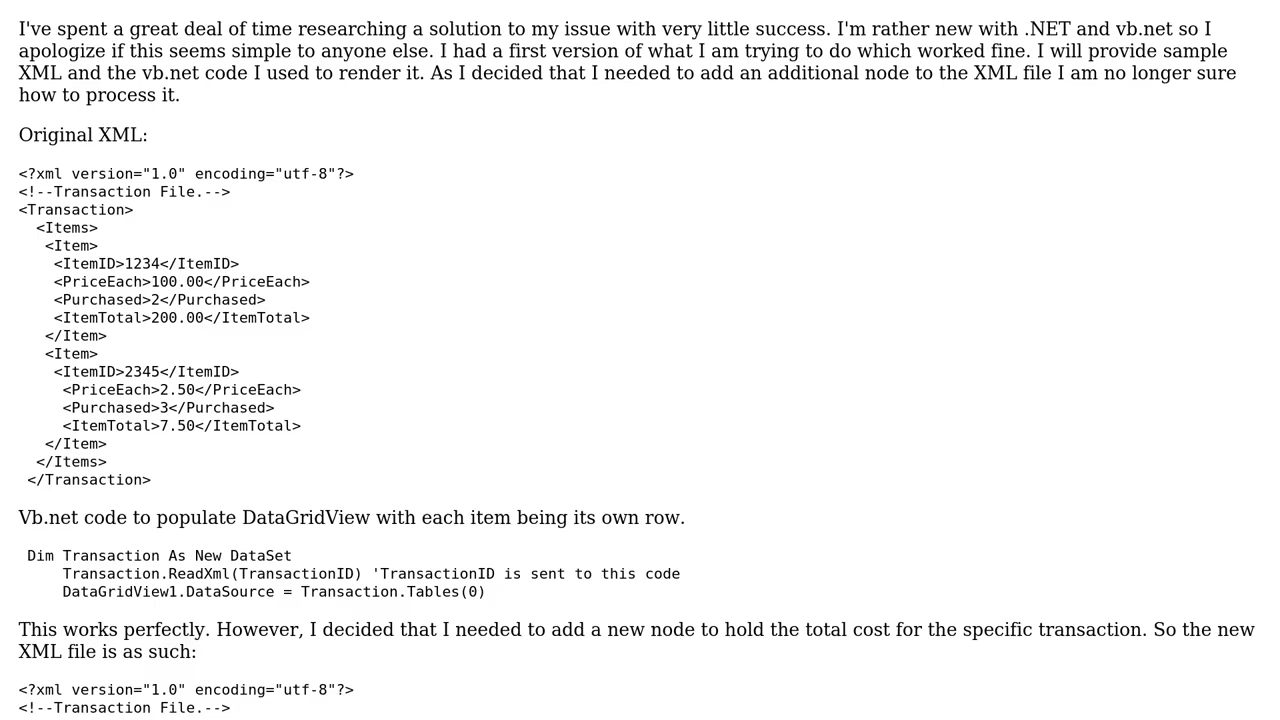 I've spent a great deal of time researching a solution to my issue with very little success. I'm rather new with .NET and vb.net so I
apologize if this seems simple to anyone else. I had a first version of what I am trying to do which worked fine. I will provide sample
XML and the vb.net code I used to render it. As I decided that I needed to add an additional node to the XML file I am no longer sure
how to process it.
Original XML:
<?xml version="1.0" encoding="utf-8"?>
<!--Transaction File.-->
<Transaction>
  <Items>
   <Item>
    <ItemID>1234</ItemID>
    <PriceEach>100.00</PriceEach>
    <Purchased>2</Purchased>
    <ItemTotal>200.00</ItemTotal>
   </Item>
   <Item>
    <ItemID>2345</ItemID>
     <PriceEach>2.50</PriceEach>
     <Purchased>3</Purchased>
     <ItemTotal>7.50</ItemTotal>
   </Item>
  </Items>
 </Transaction>
Vb.net code to populate DataGridView with each item being its own row.
 Dim Transaction As New DataSet
     Transaction.ReadXml(TransactionID) 'TransactionID is sent to this code
     DataGridView1.DataSource = Transaction.Tables(0)
This works perfectly. However, I decided that I needed to add a new node to hold the total cost for the specific transaction. So the new
XML file is as such:
<?xml version="1.0" encoding="utf-8"?>
<!--Transaction File.-->